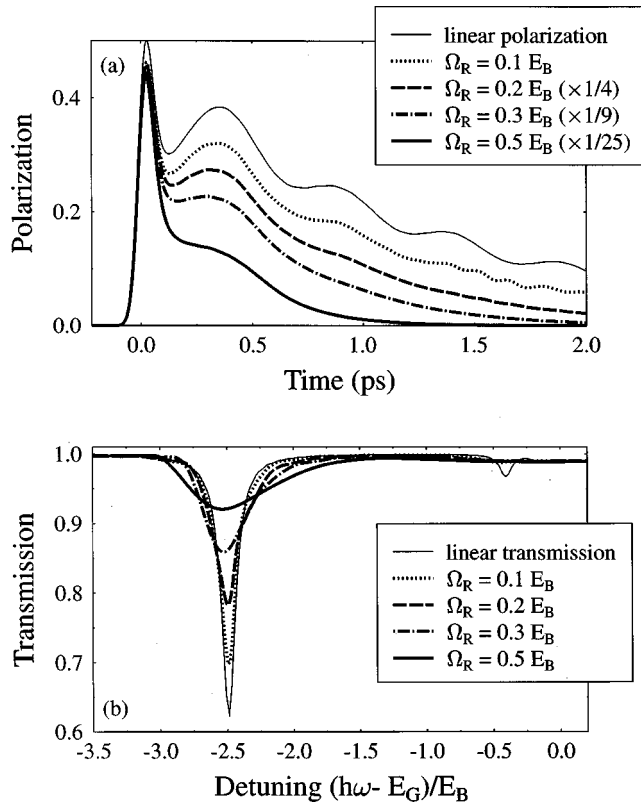 (a)
linear polarization
Ω_R = 0.1 E_B
Ω_R = 0.2 E_B (×1/4)
Ω_R = 0.3 E_B (×1/9)
Ω_R = 0.5 E_B (×1/25)
Polarization
0.4
0.2
0.0
0.0 0.5 1.0 1.5 2.0
Time (ps)
(b)
linear transmission
Ω_R = 0.1 E_B
Ω_R = 0.2 E_B
Ω_R = 0.3 E_B
Ω_R = 0.5 E_B
Transmission
1.0
0.9
0.8
0.7
0.6
-3.5 -3.0 -2.5 -2.0 -1.5 -1.0 -0.5 0.0
Detuning (hω- E_G)/E_B